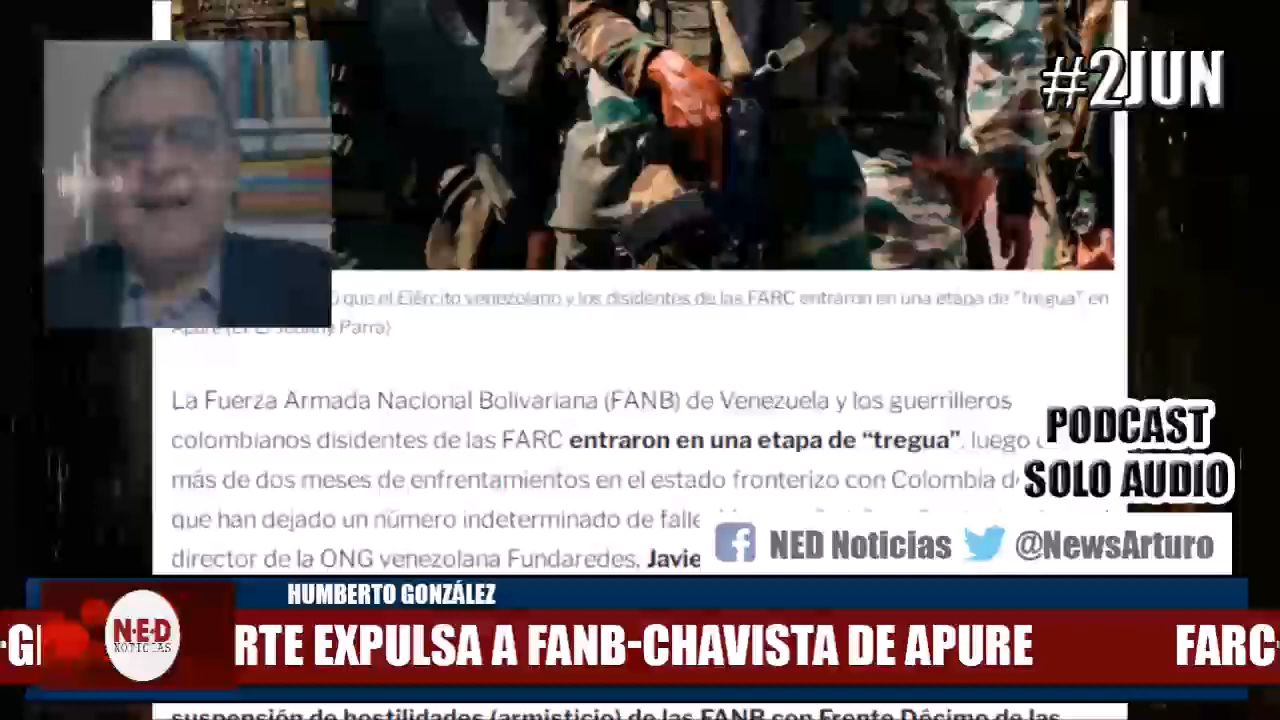 #2JUN
que el Ejército venezolano y los disidentes de las FARC entraron en una etapa de "tregua" en
Apure Parra)
La Fuerza Armada Nacional Bolivariana (FANB) de Venezuela y los guerrilleros
colombianos disidentes de las FARC entraron en una etapa de “tregua”, luego
más de dos meses de enfrentamientos en el estado fronterizo con Colombia
que han dejado un número indeterminado de
director de la ONG venezolana Fundaredes,
PODCAST
SOLO AUDIO
NED Noticias @NewsArturo
HUMBERTO GONZÁLEZ
N·E·D
NOTICIAS
RTE EXPULSA A FANB-CHAVISTA DE APURE FARC-
suspensión de hostilidades (armisticio) de las FANB con Frente Décimo de las